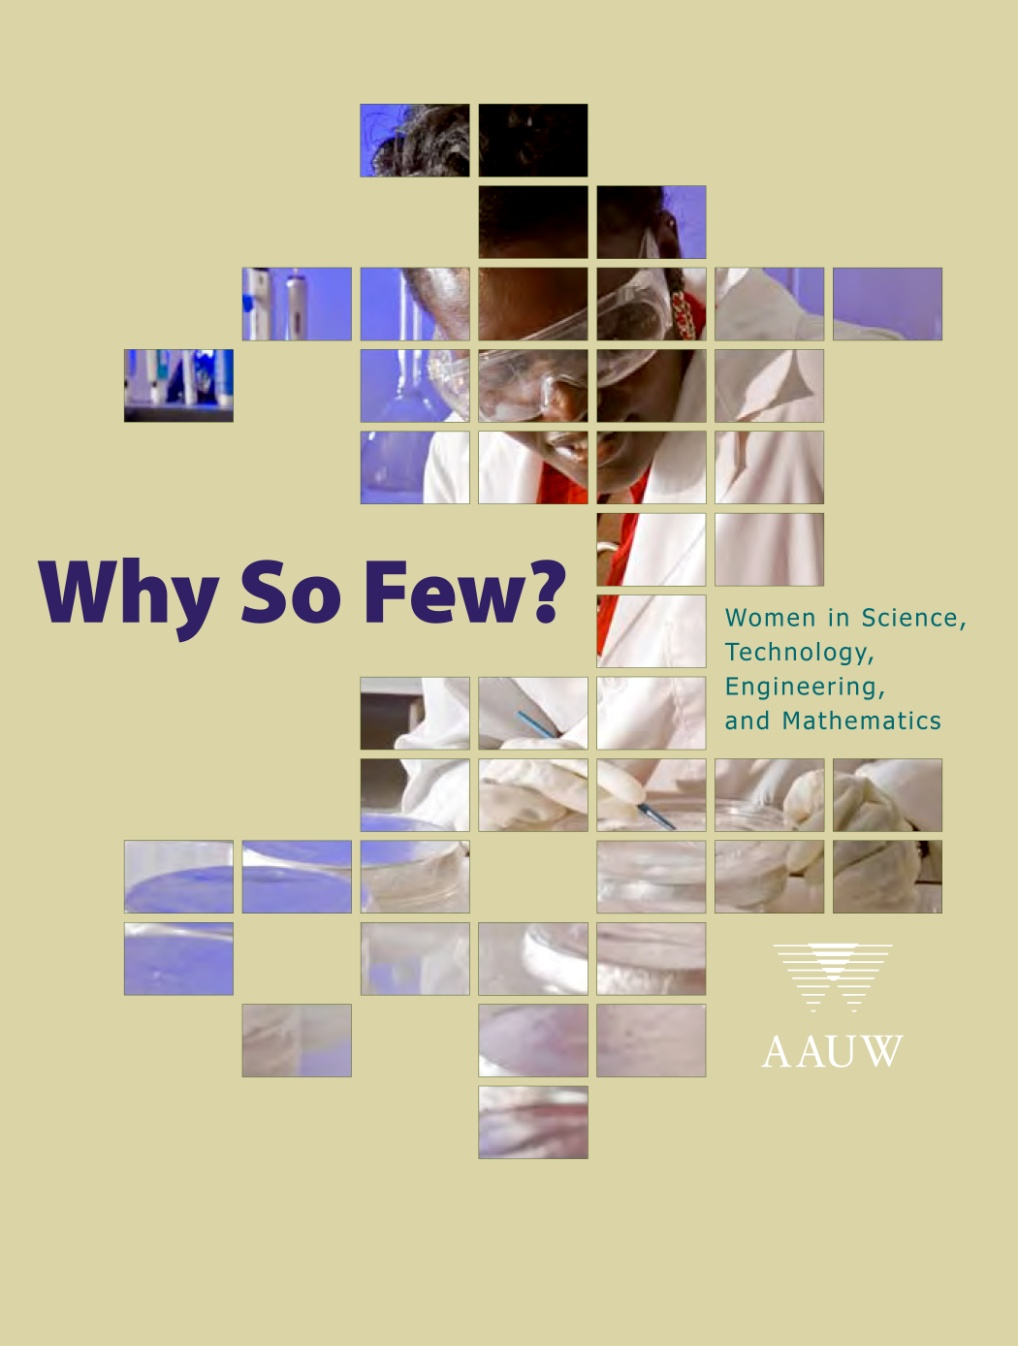 Why So Few?
Women in Science,
Technology,
Engineering,
and Mathematics
AAUW